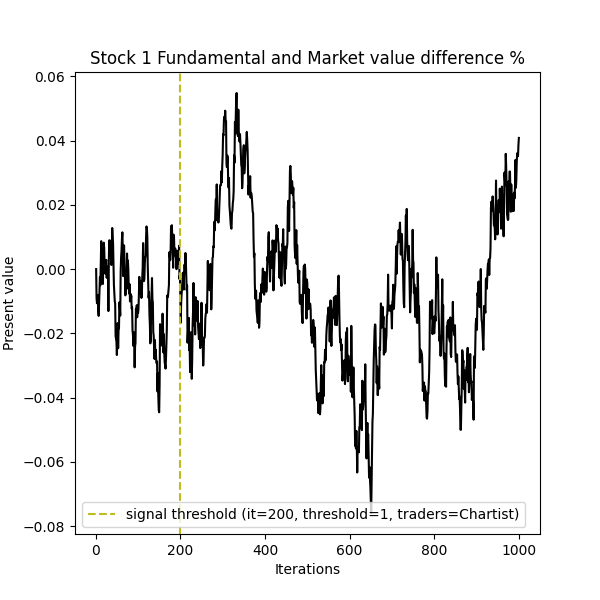 Stock 1 Fundamental and Market value difference %
0.06
0.04
0.02
0.00
−0.02
−0.04
−0.06
−0.08
Present value
signal threshold (it=200, threshold=1, traders=Chartist)
0 200 400 600 800 1000
Iterations